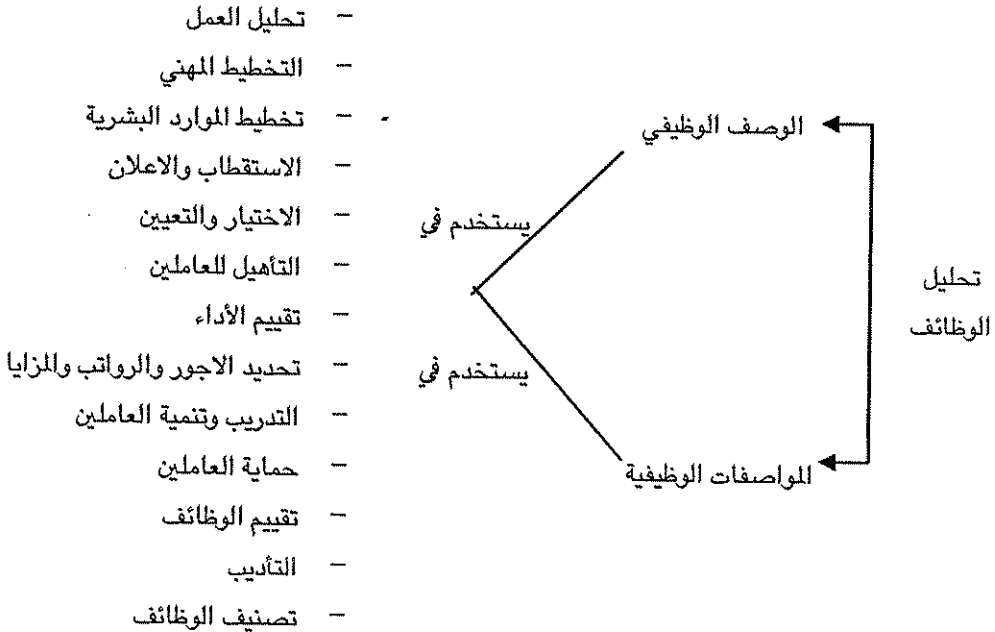 تحليل
الوظائف
الوصف الوظيفي
المواصفات الوظيفية
يستخدم في
يستخدم في
– تحليل العمل
– التخطيط المهني
– تخطيط الموارد البشرية
– الاستقطاب والاعلان
– الاختيار والتعيين
– التأهيل للعاملين
– تقييم الأداء
– تحديد الاجور والرواتب والمزايا
– التدريب وتنمية العاملين
– حماية العاملين
– تقييم الوظائف
– التأديب
– تصنيف الوظائف